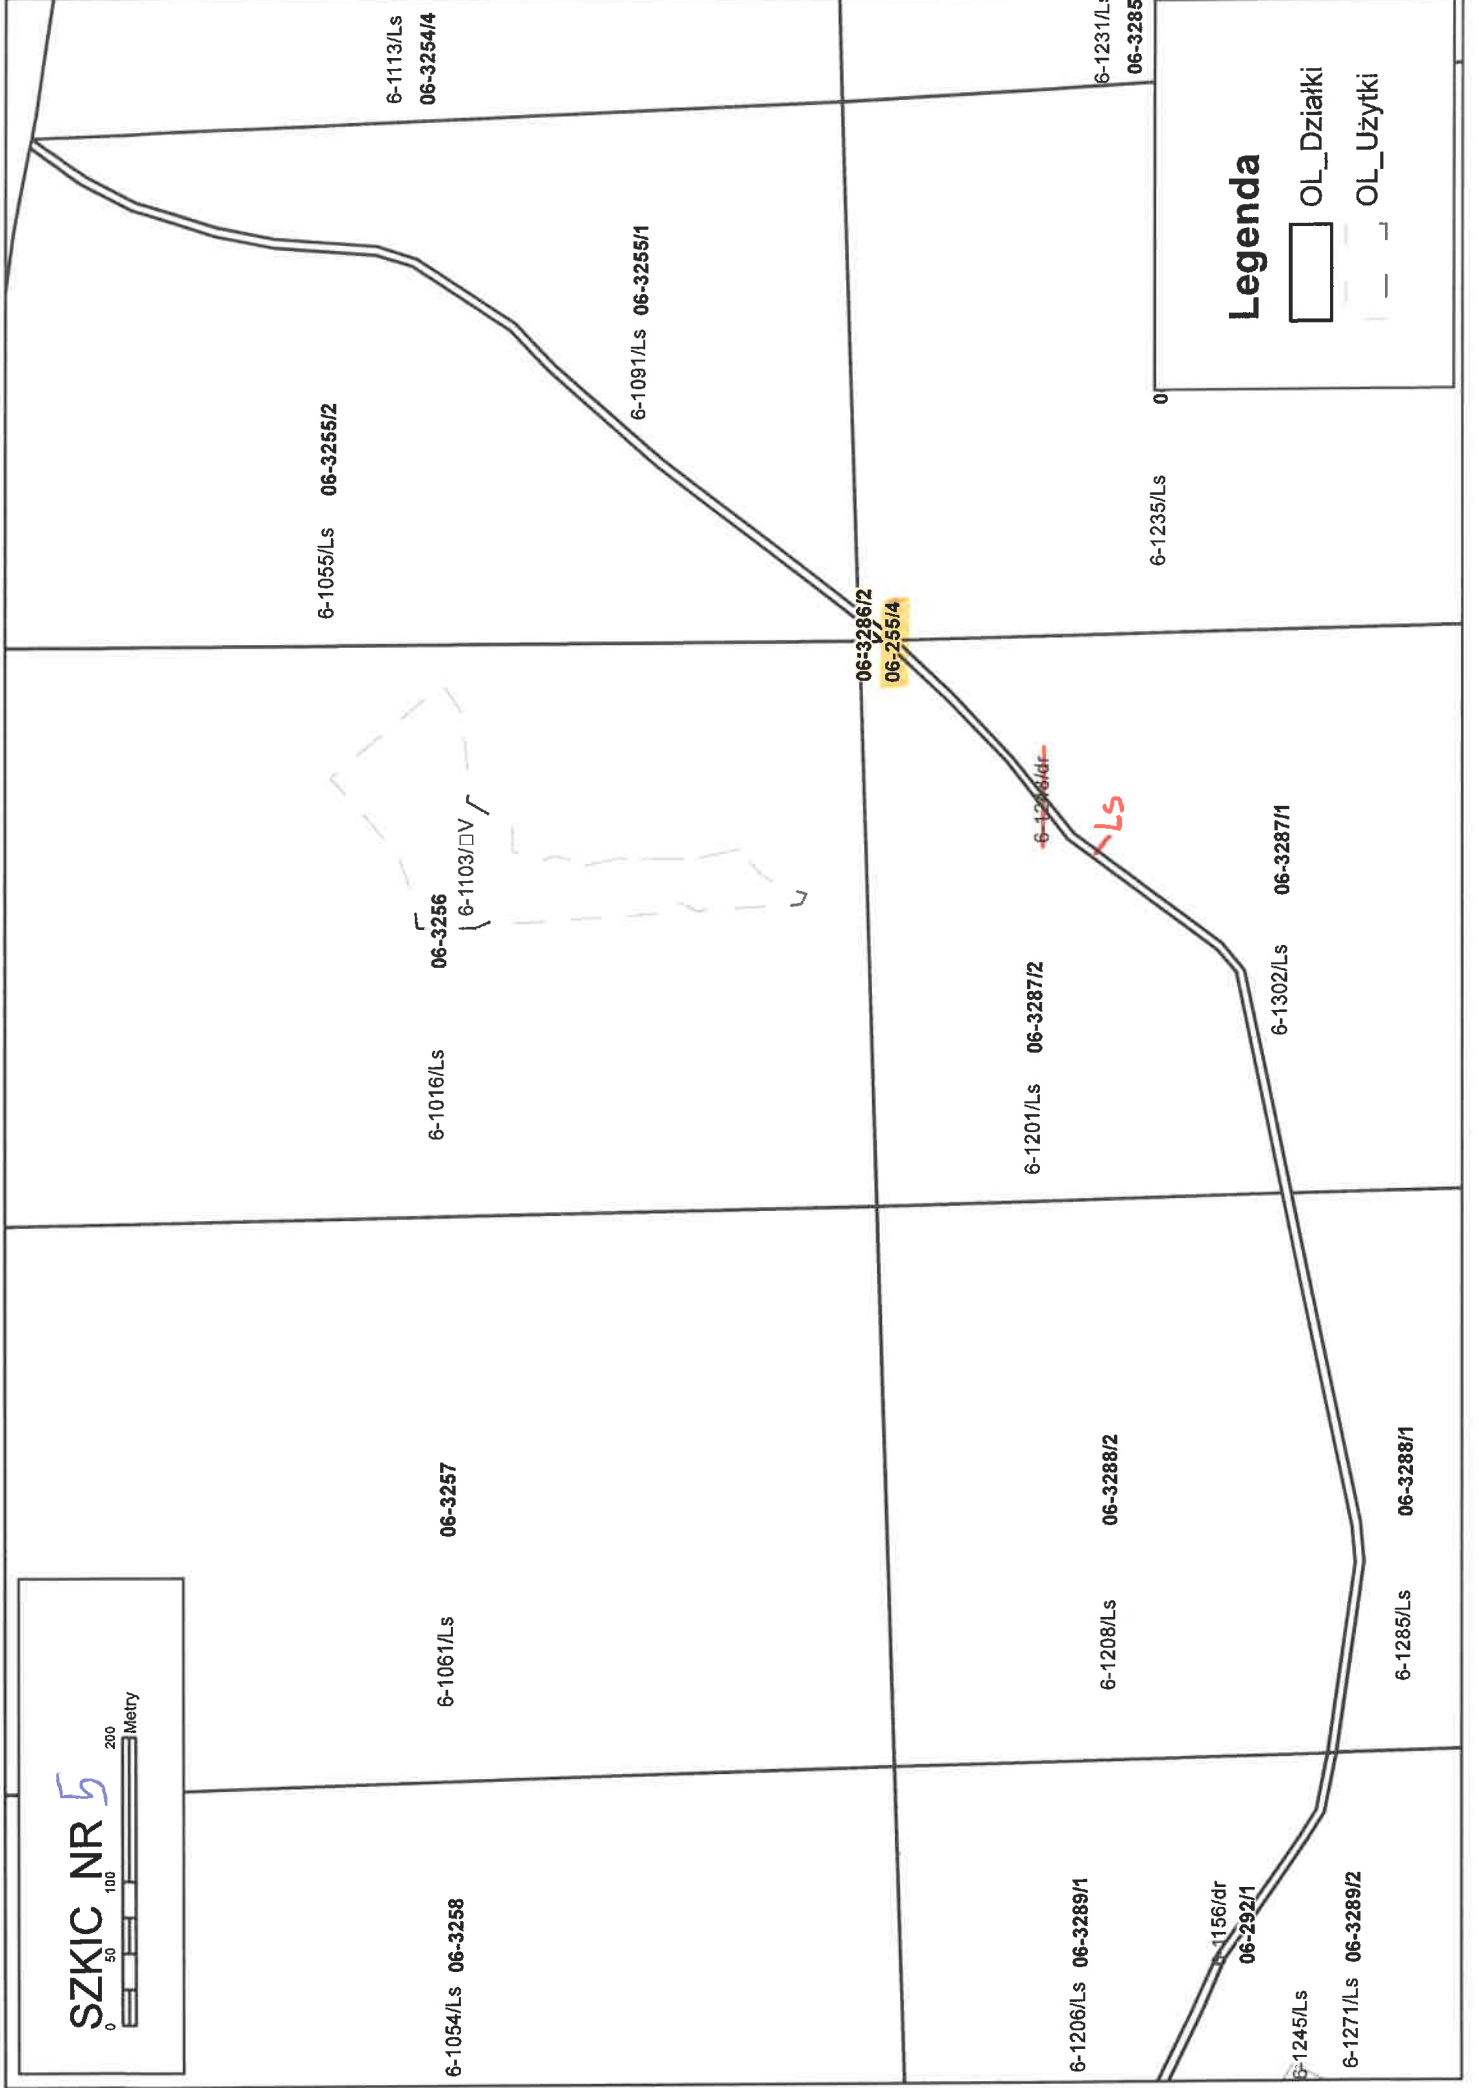 SZKIC NR 5
0 50 100 200
Metry
6-1113/Ls
06-3254/4
6-1055/Ls 06-3255/2
6-1091/Ls 06-3255/1
06-3256
6-1103/□V
6-1016/Ls
6-1061/Ls 06-3257
6-1054/Ls 06-3258
06-3286/2
06-255/4
6-1231/Ls
06-3285
6-1235/Ls
Ls
6-1201/Ls 06-3287/2
6-1302/Ls 06-3287/1
6-1208/Ls 06-3288/2
6-1285/Ls 06-3288/1
6-1206/Ls 06-3289/1
1156/dr
06-292/1
6-1245/Ls
6-1271/Ls 06-3289/2
Legenda
OL_Działki
OL_Użytki